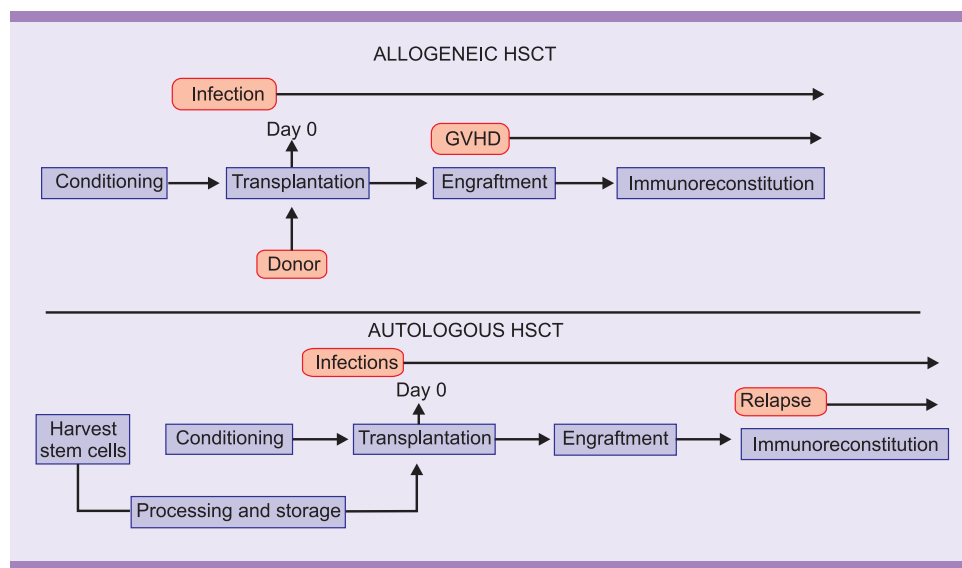 ALLOGENEIC HSCT
Infection
Day 0
GVHD
Conditioning
Transplantation
Engraftment
Immunoreconstitution
Donor
AUTOLOGOUS HSCT
Infections
Day 0
Relapse
Harvest
stem cells
Conditioning
Transplantation
Engraftment
Immunoreconstitution
Processing and storage